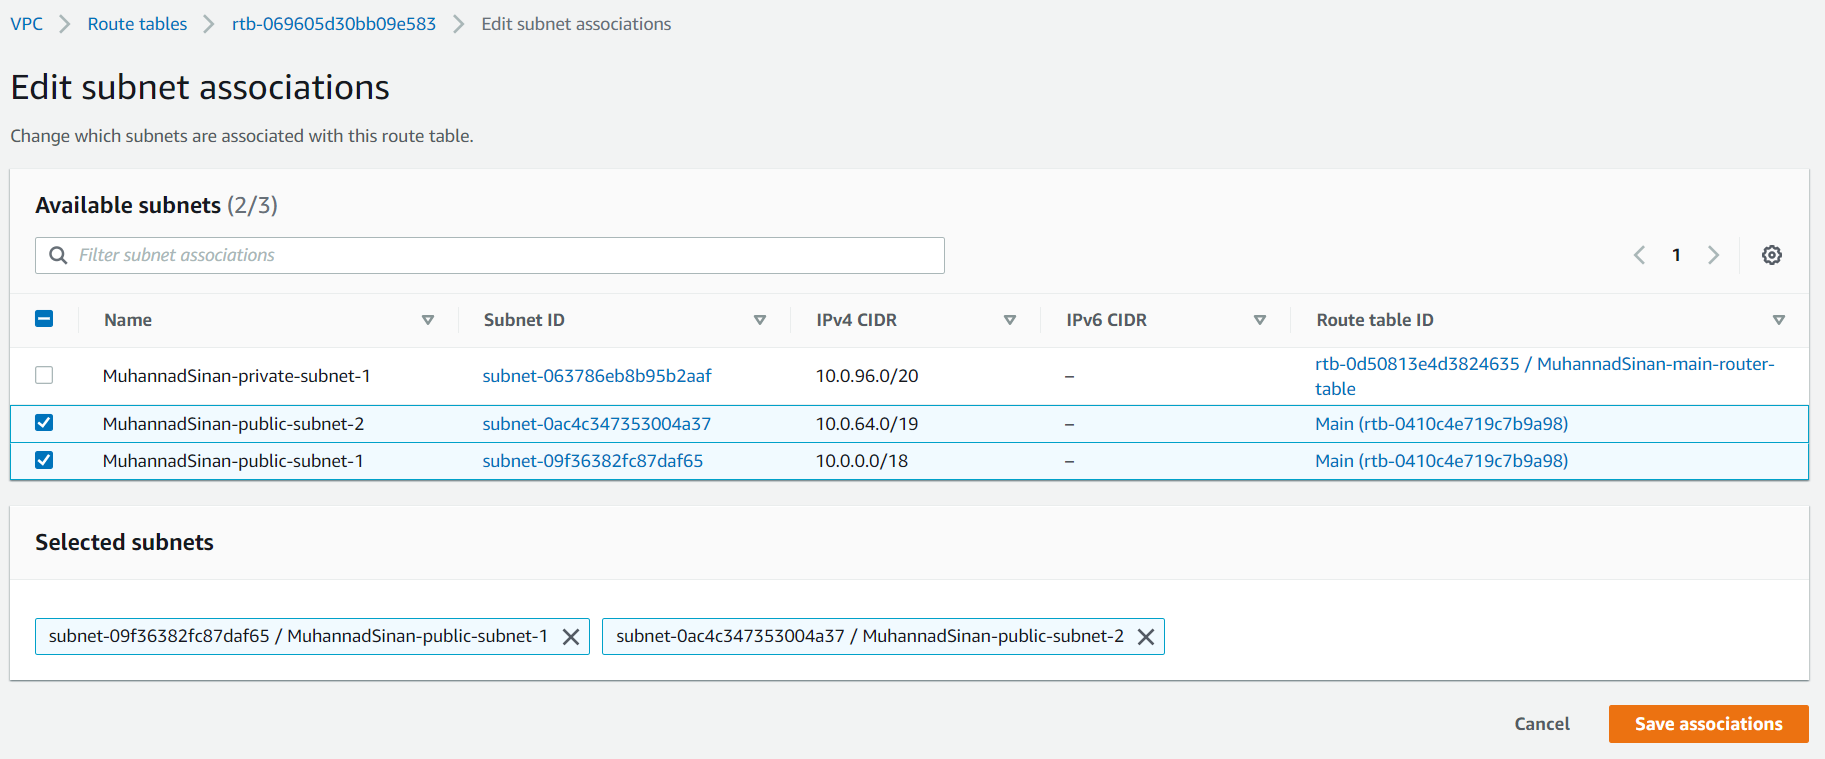 VPC > Route tables > rtb-069605d30bb09e583 > Edit subnet associations
Edit subnet associations
Change which subnets are associated with this route table.
Available subnets (2/3)
Filter subnet associations
1
Name Subnet ID IPv4 CIDR IPv6 CIDR Route table ID
MuhannadSinan-private-subnet-1 subnet-063786eb8b95b2aaf 10.0.96.0/20 – rtb-0d50813e4d3824635 / MuhannadSinan-main-router-
table
MuhannadSinan-public-subnet-2 subnet-0ac4c347353004a37 10.0.64.0/19 – Main (rtb-0410c4e719c7b9a98)
MuhannadSinan-public-subnet-1 subnet-09f36382fc87daf65 10.0.0.0/18 – Main (rtb-0410c4e719c7b9a98)
Selected subnets
subnet-09f36382fc87daf65 / MuhannadSinan-public-subnet-1 subnet-0ac4c347353004a37 / MuhannadSinan-public-subnet-2
Cancel Save associations